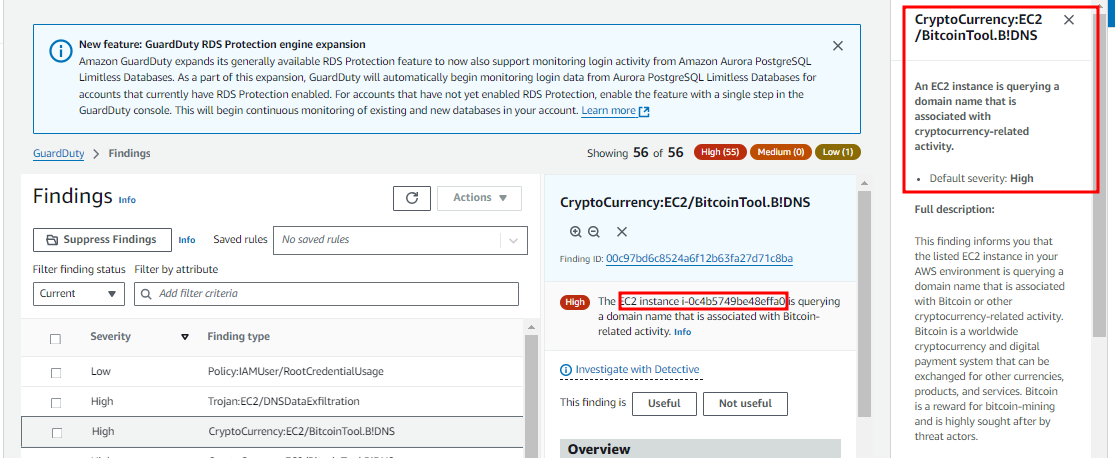 New feature: GuardDuty RDS Protection engine expansion
Amazon GuardDuty expands its generally available RDS Protection feature to now also support monitoring login activity from Amazon Aurora PostgreSQL
Limitless Databases. As a part of this expansion, GuardDuty will automatically begin monitoring login data from Aurora PostgreSQL Limitless Databases for
accounts that currently have RDS Protection enabled. For accounts that have not yet enabled RDS Protection, enable the feature with a single step in the
GuardDuty console. This will begin continuous monitoring of existing and new databases in your account. Learn more
GuardDuty > Findings
Showing 56 of 56 High (55) Medium (0) Low (1)
Findings Info
Actions
Suppress Findings Info Saved rules No saved rules
Filter finding status Filter by attribute
Current Add filter criteria
Severity Finding type
Low Policy:IAMUser/RootCredentialUsage
High Trojan:EC2/DNSDataExfiltration
High CryptoCurrency:EC2/BitcoinTool.B!DNS
CryptoCurrency:EC2/BitcoinTool.B!DNS
Finding ID: 00c97bd6c8524a6f12b63fa27d71c8ba
High The EC2 instance i-0c4b5749be48effa0 is querying
a domain name that is associated with Bitcoin-
related activity. Info
Investigate with Detective
This finding is Useful Not useful
Overview
CryptoCurrency:EC2
/BitcoinTool.B!DNS
An EC2 instance is querying a
domain name that is
associated with
cryptocurrency-related
activity.
• Default severity: High
Full description:
This finding informs you that
the listed EC2 instance in your
AWS environment is querying a
domain name that is associated
with Bitcoin or other
cryptocurrency-related activity.
Bitcoin is a worldwide
cryptocurrency and digital
payment system that can be
exchanged for other currencies,
products, and services. Bitcoin
is a reward for bitcoin-mining
and is highly sought after by
threat actors.